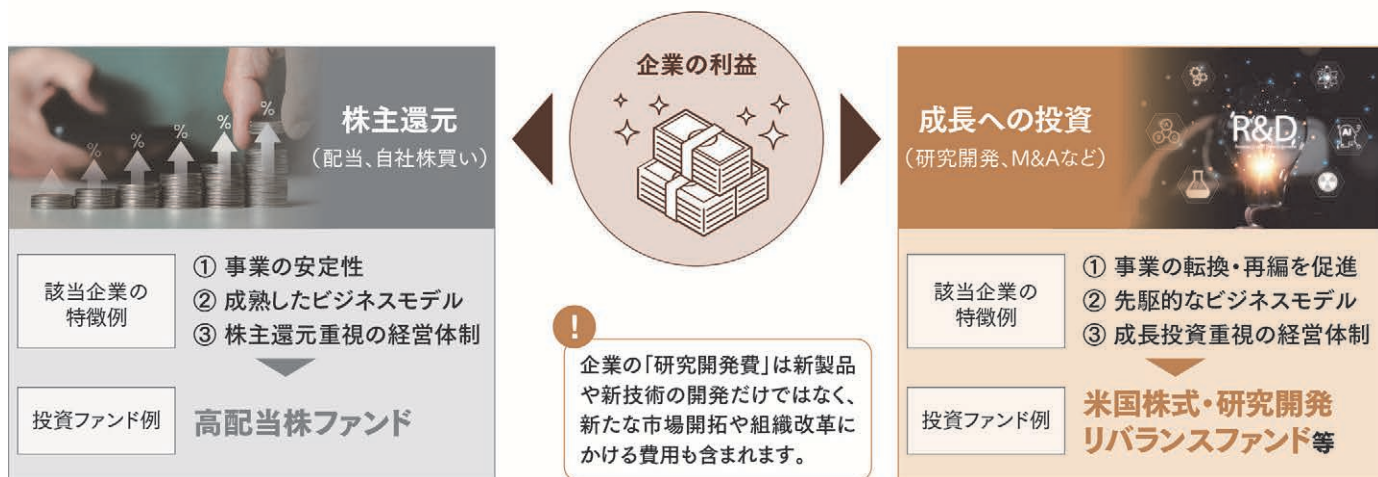 企業の利益
株主還元
（配当、自社株買い）
% % % % %
該当企業の
特徴例
① 事業の安定性
② 成熟したビジネスモデル
③ 株主還元重視の経営体制
投資ファンド例
高配当株ファンド
!
企業の「研究開発費」は新製品
や新技術の開発だけではなく、
新たな市場開拓や組織改革に
かける費用も含まれます。
成長への投資
（研究開発、M&Aなど）
R&D
AI
該当企業の
特徴例
① 事業の転換・再編を促進
② 先駆的なビジネスモデル
③ 成長投資重視の経営体制
投資ファンド例
米国株式・研究開発
リバランスファンド等